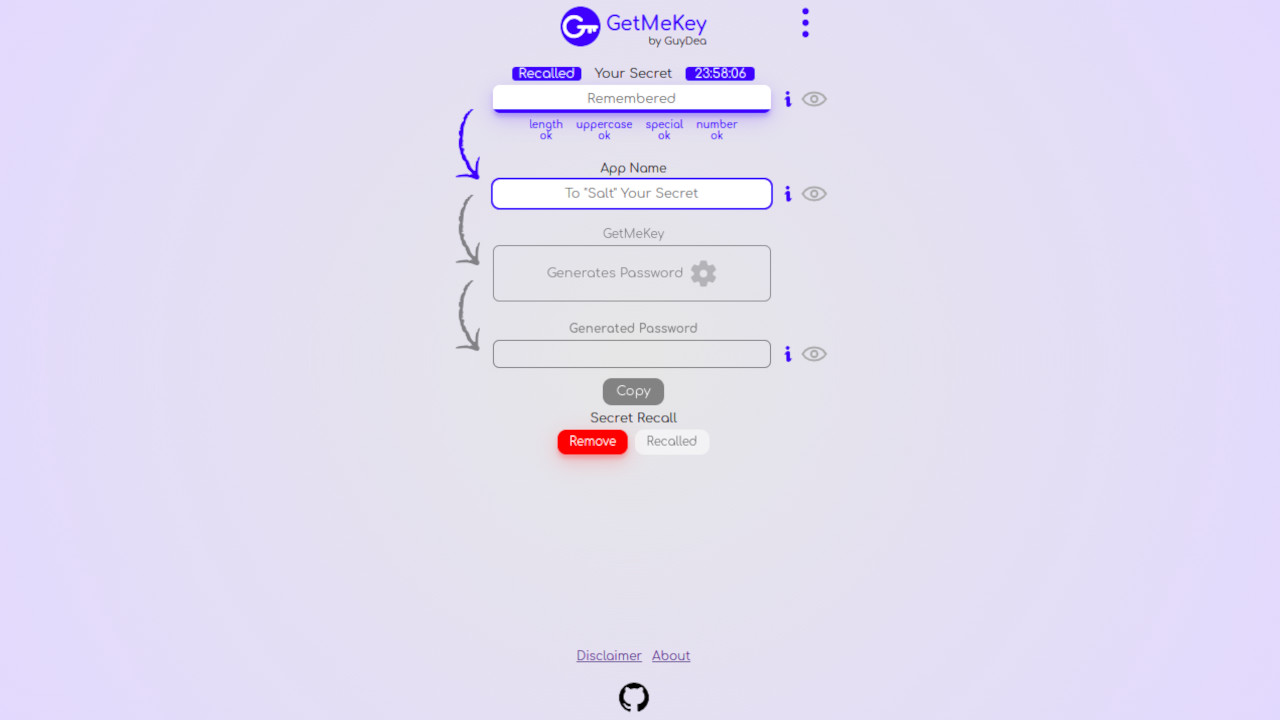 GetMeKey
by GuyDea
Recalled Your Secret 23:58:06
Remembered
length ok
uppercase ok
special ok
number ok
App Name
To "Salt" Your Secret
GetMeKey
Generates Password
Generated Password
Copy
Secret Recall
Remove Recalled
Disclaimer About